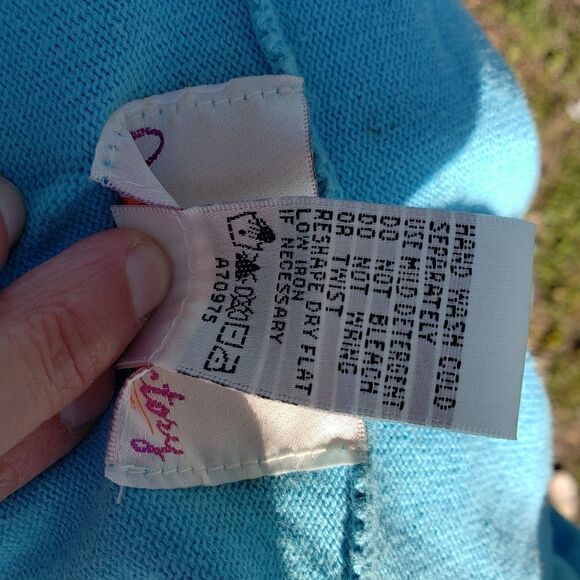 HAND WASH COLD
SEPARATELY
USE MILD DETERGENT
DO NOT BLEACH
DO NOT WRING
OR TWIST
RESHAPE DRY FLAT
LOW IRON
IF NECESSARY
A70975
story